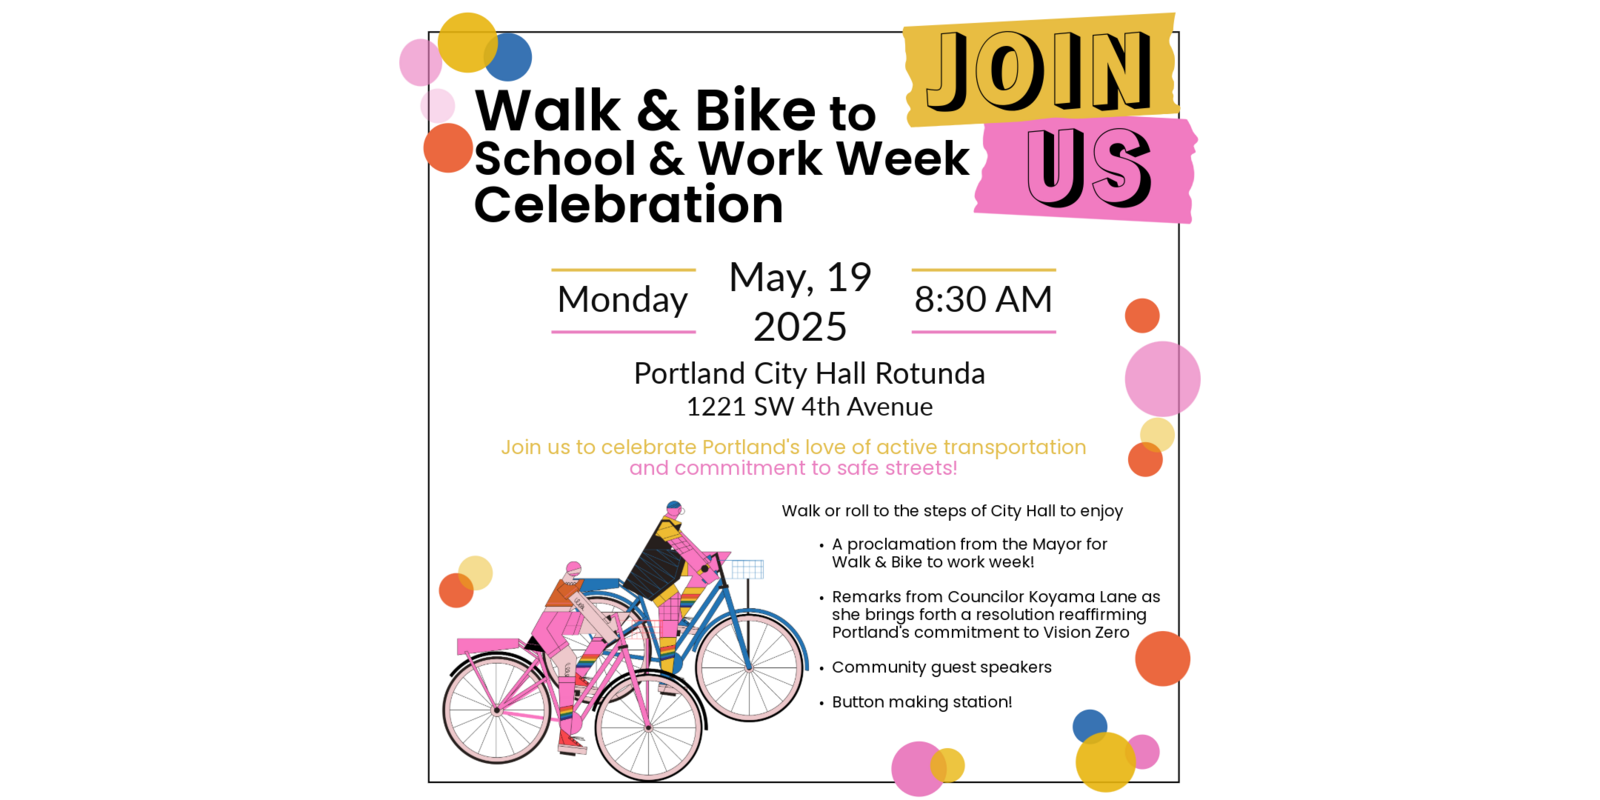 JOIN
US
Walk & Bike to
School & Work Week
Celebration
Monday
May, 19
2025
8:30 AM
Portland City Hall Rotunda
1221 SW 4th Avenue
Join us to celebrate Portland's love of active transportation
and commitment to safe streets!
Walk or roll to the steps of City Hall to enjoy
• A proclamation from the Mayor for
Walk & Bike to work week!
• Remarks from Councilor Koyama Lane as
she brings forth a resolution reaffirming
Portland's commitment to Vision Zero
• Community guest speakers
• Button making station!